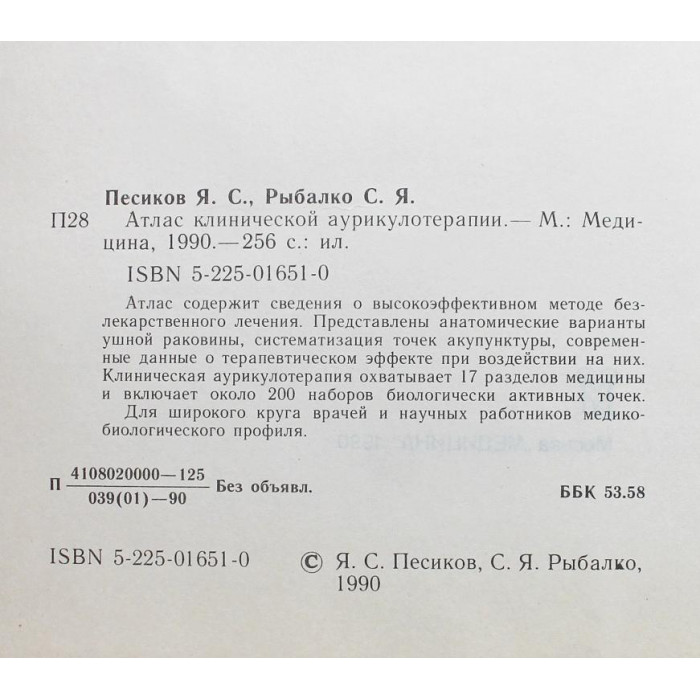 Песиков Я. С., Рыбалко С. Я.
П28 Атлас клинической аурикулотерапии.— М.: Меди-
цина, 1990.—256 с.: ил.
ISBN 5-225-01651-0
Атлас содержит сведения о высокоэффективном методе без-
лекарственного лечения. Представлены анатомические варианты
ушной раковины, систематизация точек акупунктуры, современ-
ные данные о терапевтическом эффекте при воздействии на них.
Клиническая аурикулотерапия охватывает 17 разделов медицины
и включает около 200 наборов биологически активных точек.
Для широкого круга врачей и научных работников медико-
биологического профиля.
П 4108020000—125
039(01)—90 Без объявл.
ББК 53.58
ISBN 5-225-01651-0
© Я. С. Песиков, С. Я. Рыбалко,
1990